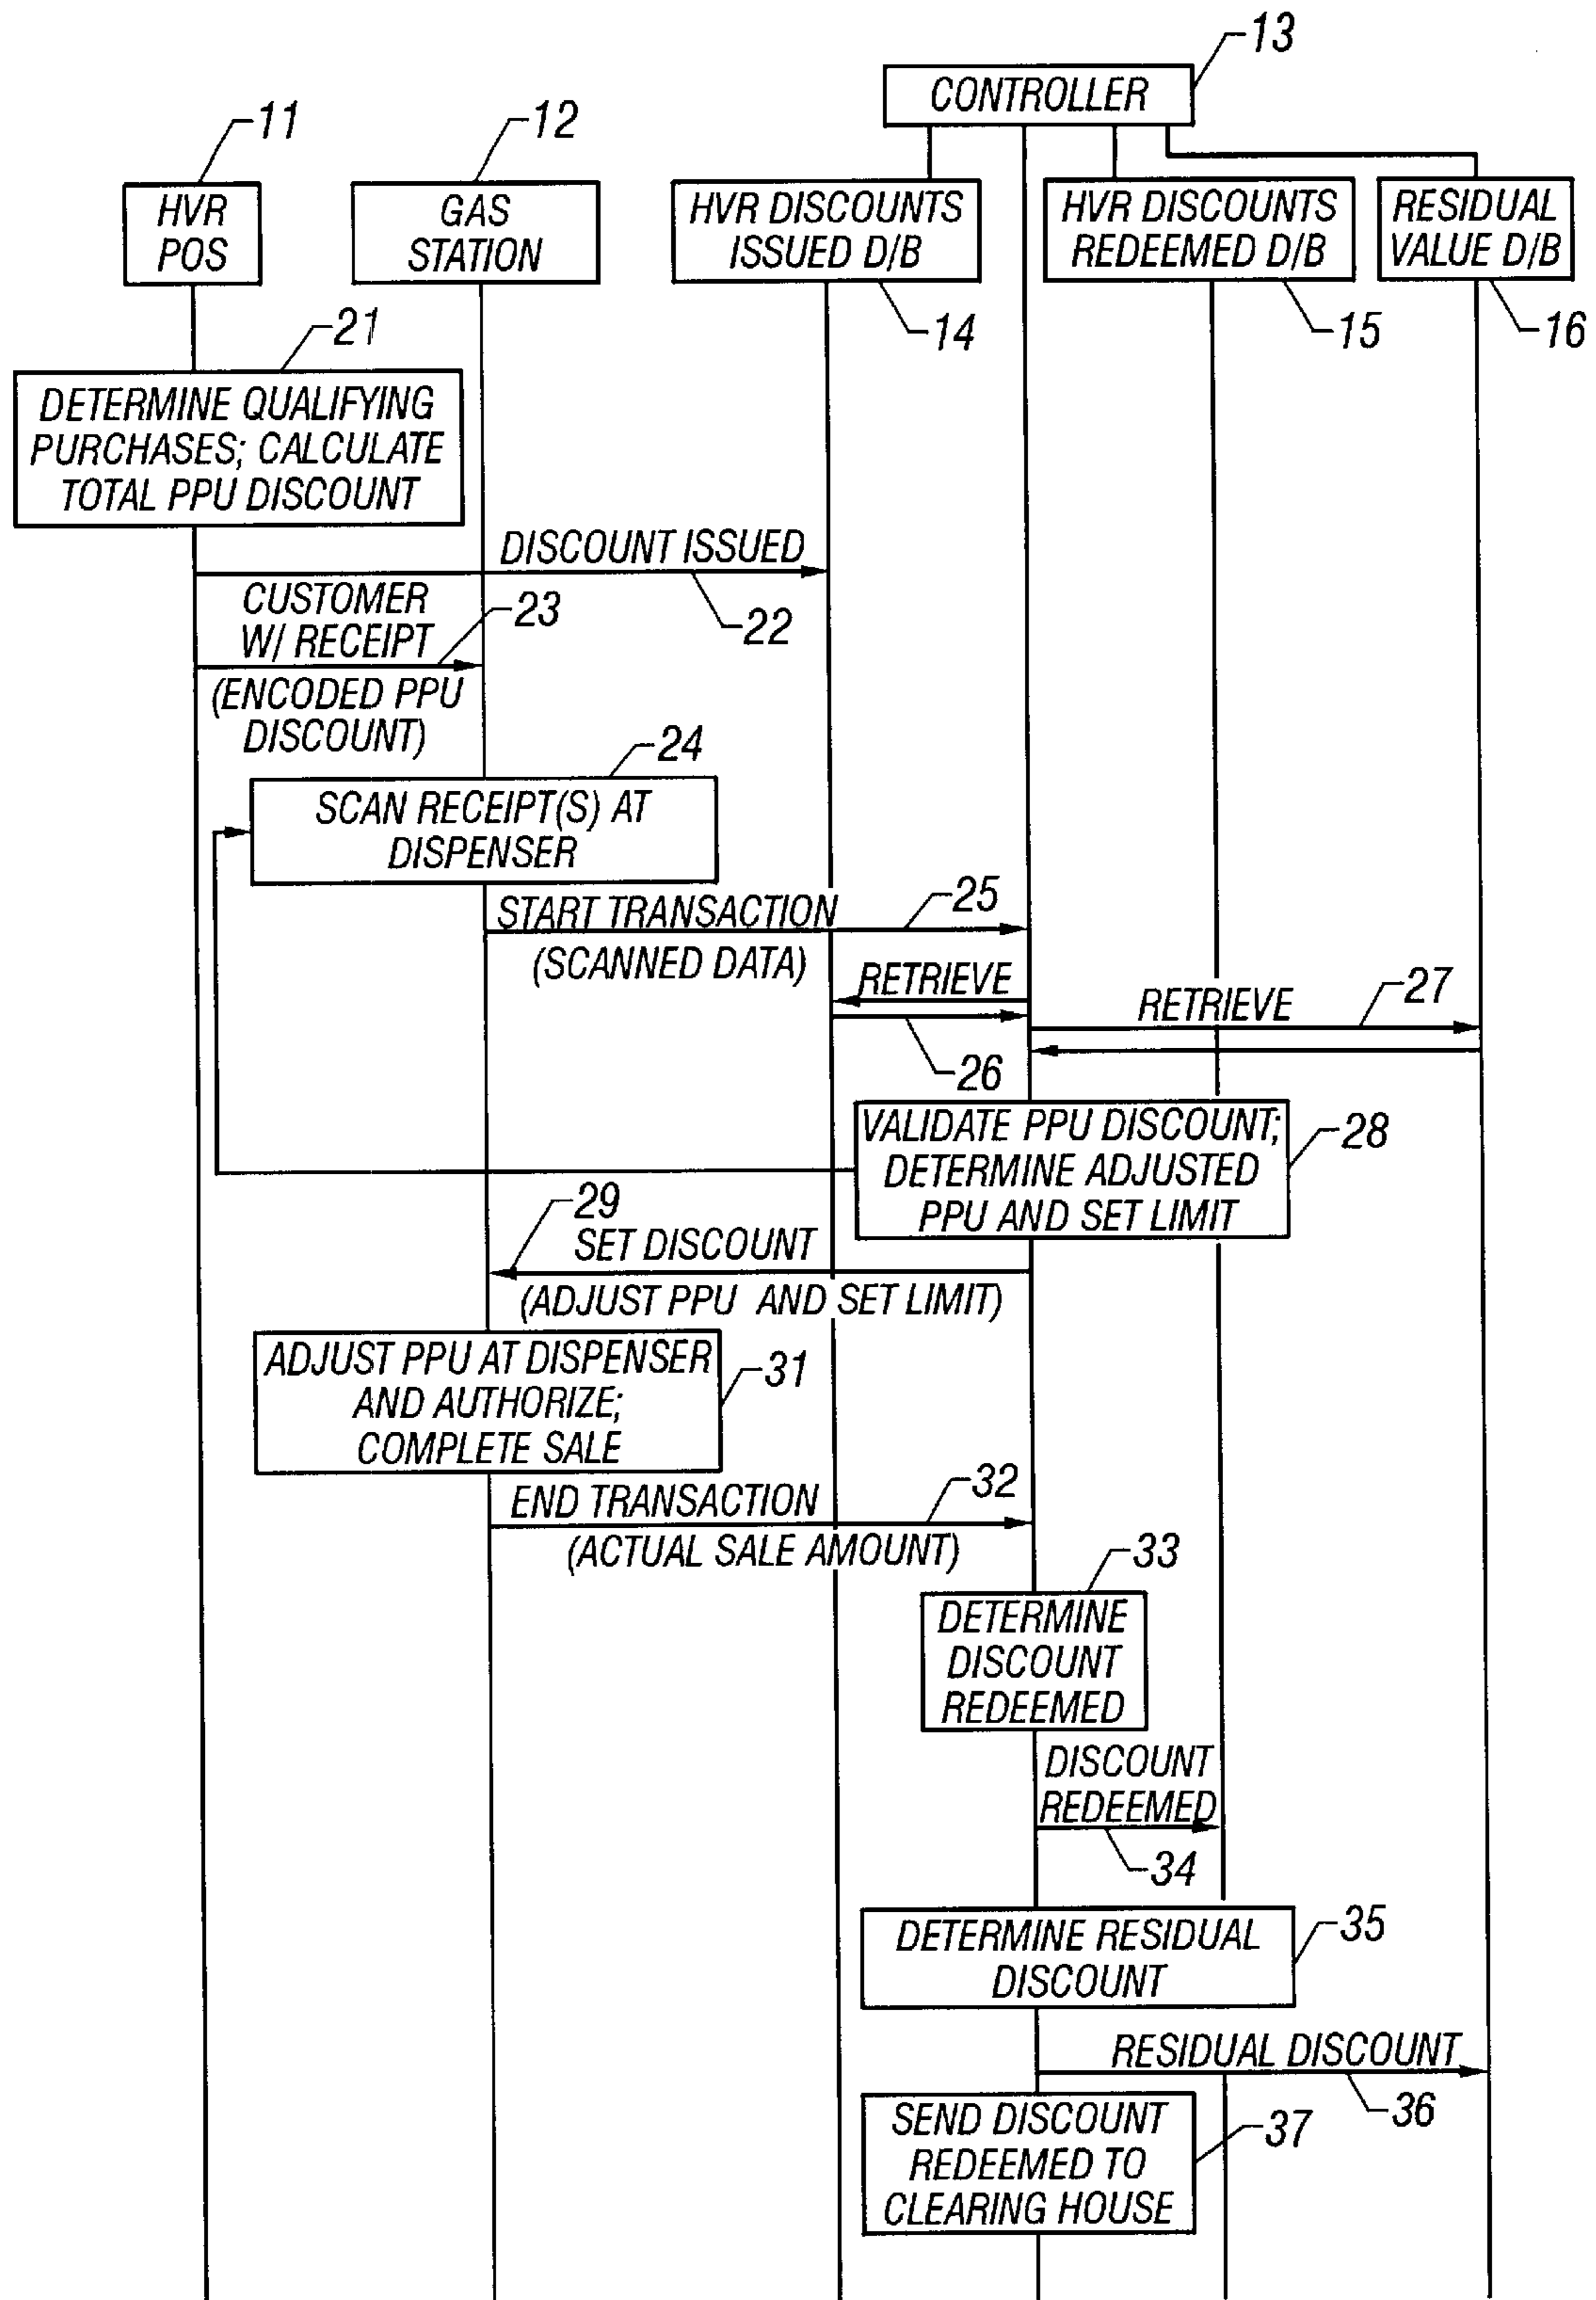 13
CONTROLLER
11
12
HVR
POS
GAS
STATION
HVR DISCOUNTS
ISSUED D/B
HVR DISCOUNTS
REDEEMED D/B
RESIDUAL
VALUE D/B
14
15
16
21
DETERMINE QUALIFYING
PURCHASES; CALCULATE
TOTAL PPU DISCOUNT
DISCOUNT ISSUED
22
CUSTOMER
W/ RECEIPT
23
(ENCODED PPU
DISCOUNT)
24
SCAN RECEIPT(S) AT
DISPENSER
START TRANSACTION
25
(SCANNED DATA)
RETRIEVE
26
RETRIEVE
27
VALIDATE PPU DISCOUNT;
DETERMINE ADJUSTED
PPU AND SET LIMIT
28
29
SET DISCOUNT
(ADJUST PPU AND SET LIMIT)
ADJUST PPU AT DISPENSER
AND AUTHORIZE;
COMPLETE SALE
31
END TRANSACTION
32
(ACTUAL SALE AMOUNT)
33
DETERMINE
DISCOUNT
REDEEMED
DISCOUNT
REDEEMED
34
DETERMINE RESIDUAL
DISCOUNT
35
RESIDUAL DISCOUNT
36
SEND DISCOUNT
REDEEMED TO
CLEARING HOUSE
37